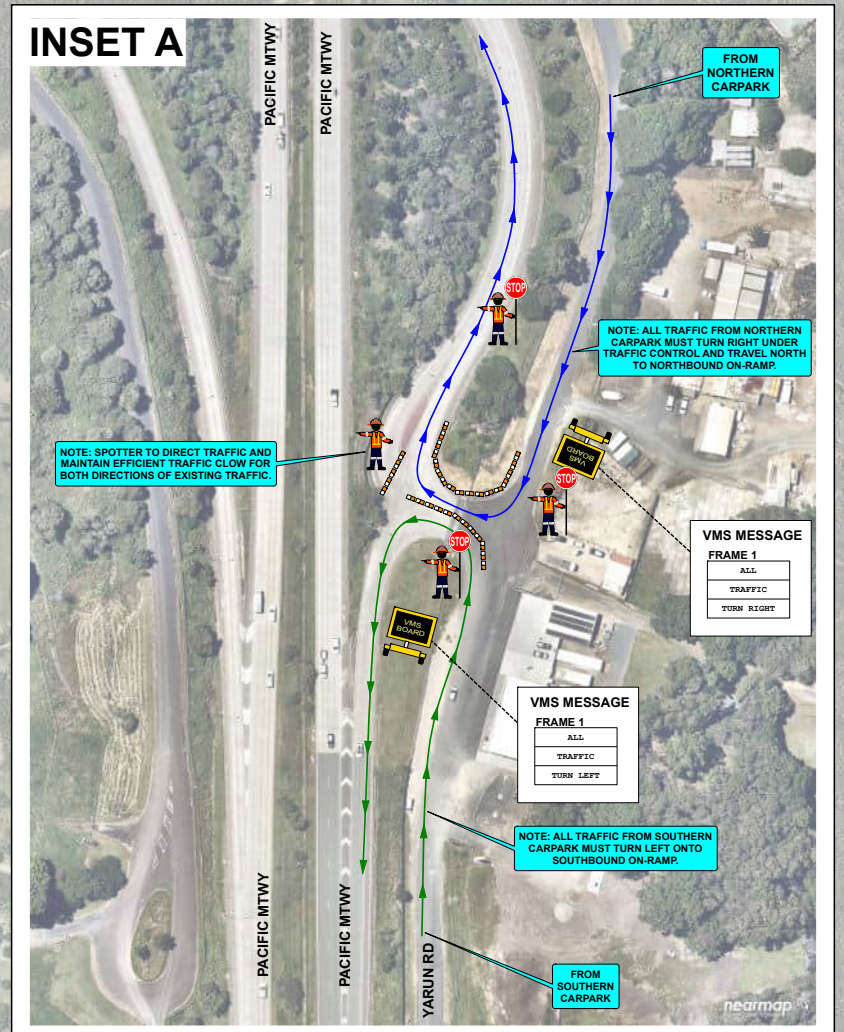 INSET A
PACIFIC MTWY
PACIFIC MTWY
FROM
NORTHERN
CARPARK
STOP
NOTE: ALL TRAFFIC FROM NORTHERN
CARPARK MUST TURN RIGHT UNDER
TRAFFIC CONTROL AND TRAVEL NORTH
TO NORTHBOUND ON-RAMP.
NOTE: SPOTTER TO DIRECT TRAFFIC AND
MAINTAIN EFFICIENT TRAFFIC CLOW FOR
BOTH DIRECTIONS OF EXISTING TRAFFIC.
VMS
BOARD
STOP
STOP
VMS MESSAGE
FRAME 1
ALL
TRAFFIC
TURN RIGHT
VMS
BOARD
VMS MESSAGE
FRAME 1
ALL
TRAFFIC
TURN LEFT
NOTE: ALL TRAFFIC FROM SOUTHERN
CARPARK MUST TURN LEFT ONTO
SOUTHBOUND ON-RAMP.
PACIFIC MTWY
PACIFIC MTWY
YARUN RD
FROM
SOUTHERN
CARPARK
nearmap